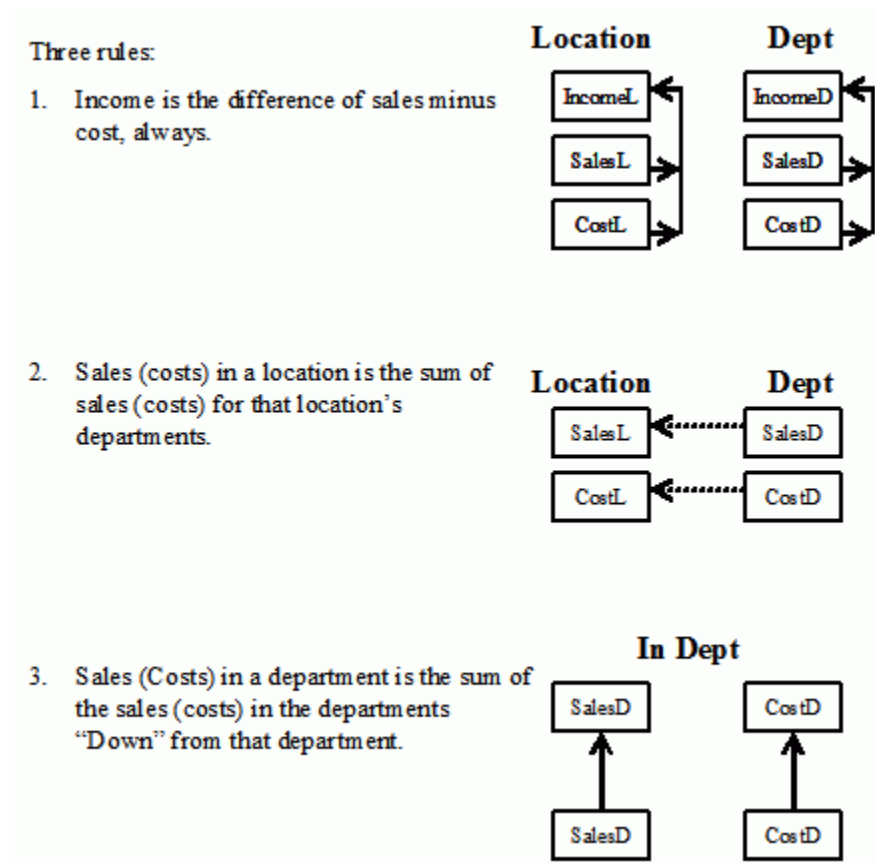 Three rules:
Location Dept
1. Income is the difference of sales minus
cost, always.
IncomeL IncomeD
SalesL SalesD
CostL CostD
2. Sales (costs) in a location is the sum of
sales (costs) for that location's
departments.
Location Dept
SalesL SalesD
CostL CostD
3. Sales (Costs) in a department is the sum of
the sales (costs) in the departments
“Down” from that department.
In Dept
SalesD CostD
SalesD CostD